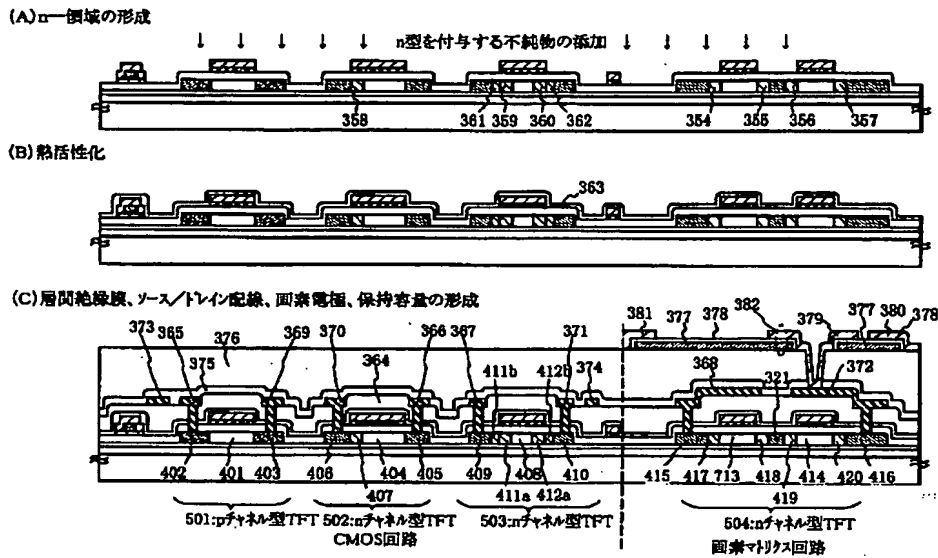 (A)n--領域の形成
n型を付与する不純物の添加
358 361 359 360 362 354 355 356 357
(B)熱活性化
363
(C)層間絶縁膜、ソース/ドレイン配線、画素電極、保持容量の形成
373 365 376 369 370 366 367 371 381 377 378 382 379 377 380 378
375 364 411b 412b 374 368 321 372
402 401 403 406 404 405 409 408 410 415 417 713 418 414 420 416
407 411a 412a 419
501:pチャネル型TFT 502:nチャネル型TFT 503:nチャネル型TFT 504:nチャネル型TFT
CMOS回路 画素マトリクス回路